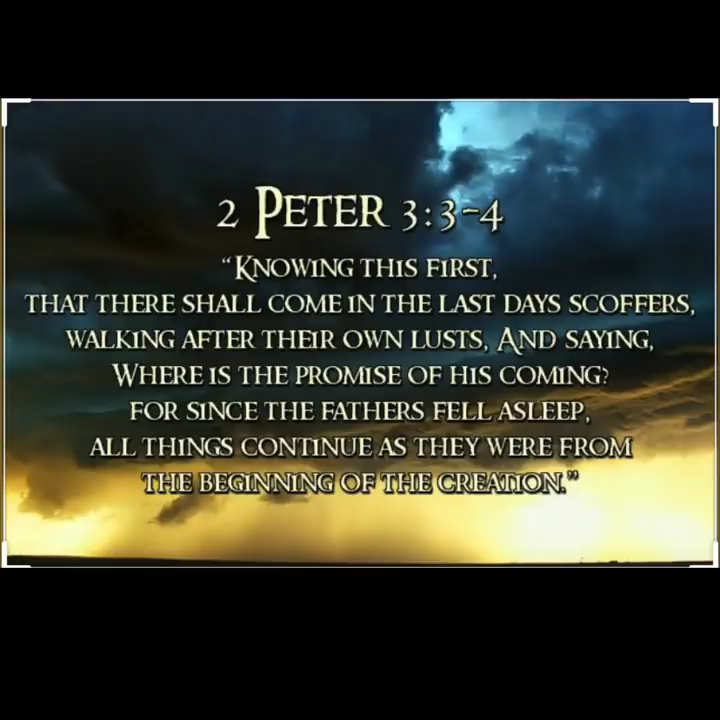 2 Peter 3:3-4
"Knowing this first,
that there shall come in the last days scoffers,
walking after their own lusts, And saying,
Where is the promise of his coming?
for since the fathers fell asleep,
all things continue as they were from
the beginning of the creation."